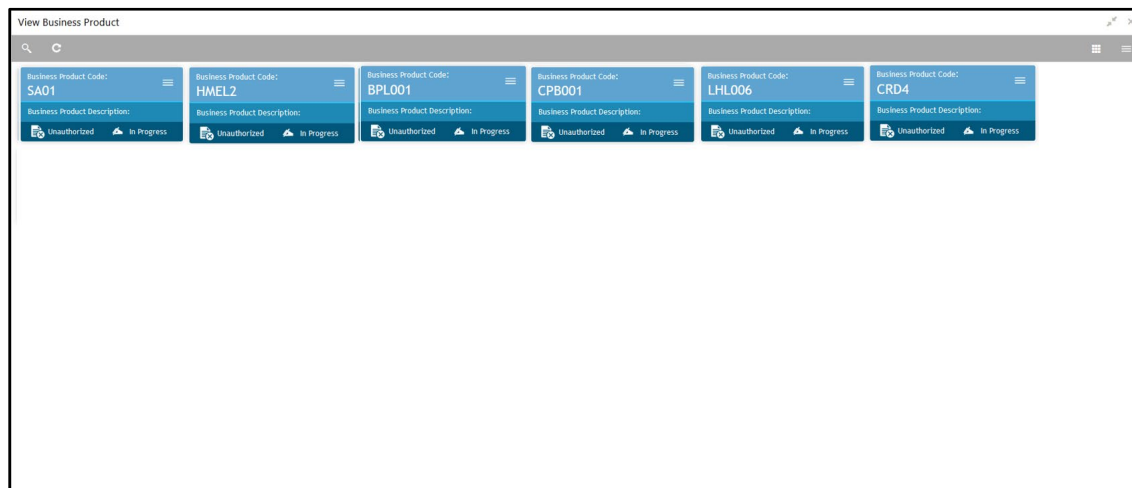 View Business Product
Business Product Code:
SA01
Business Product Description:
Unauthorized In Progress
Business Product Code:
HMEL2
Business Product Description:
Unauthorized In Progress
Business Product Code:
BPL001
Business Product Description:
Unauthorized In Progress
Business Product Code:
CPB001
Business Product Description:
Unauthorized In Progress
Business Product Code:
LHL006
Business Product Description:
Unauthorized In Progress
Business Product Code:
CRD4
Business Product Description:
Unauthorized In Progress